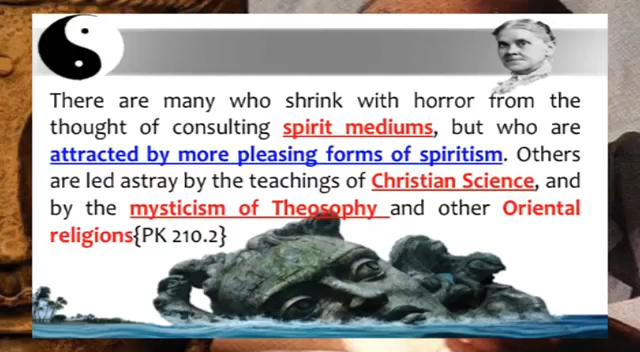 There are many who shrink with horror from the
thought of consulting spirit mediums, but who are
attracted by more pleasing forms of spiritism. Others
are led astray by the teachings of Christian Science, and
by the mysticism of Theosophy and other Oriental
religions{PK 210.2}